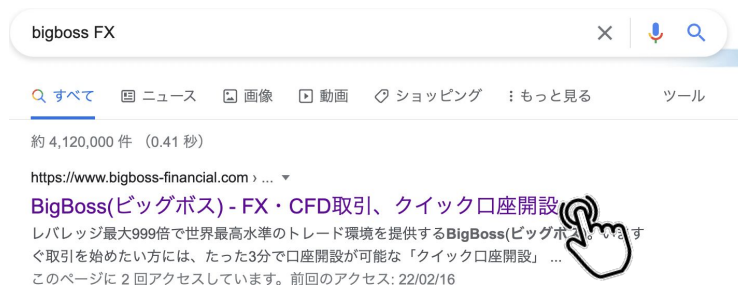 bigboss FX
すべて ニュース 画像 動画 ショッピング もっと見る ツール
約 4,120,000 件 (0.41 秒)
https://www.bigboss-financial.com › ...
BigBoss(ビッグボス) - FX・CFD取引、クイック口座開設
レバレッジ最大999倍で世界最高水準のトレード環境を提供するBigBoss(ビッグボス)。います
ぐ取引を始めたい方には、たった3分で口座開設が可能な「クイック口座開設」 ...
このページに 2 回アクセスしています。前回のアクセス: 22/02/16